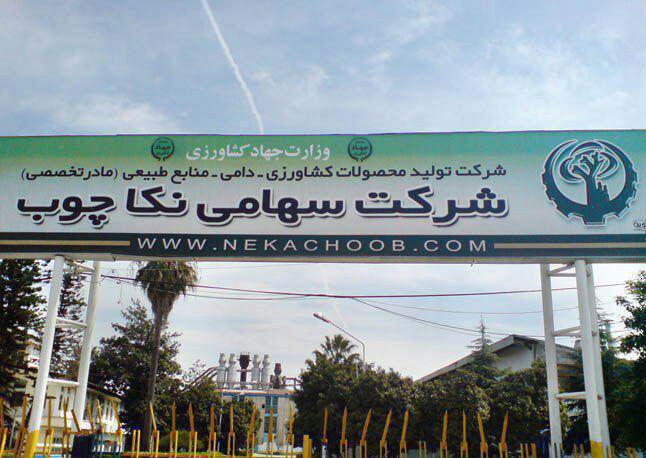 وزارت جهاد کشاورزی
شرکت تولید محصولات کشاورزی - دامی - منابع طبیعی (مادرتخصصی)
شرکت سهامی نکا چوب
WWW.NEKACHOOB.COM